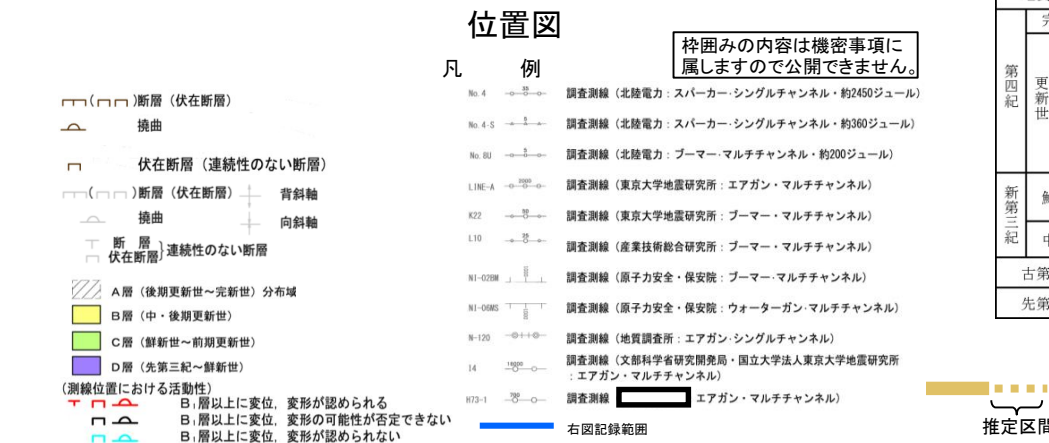 位置図
枠囲みの内容は機密事項に
属しますので公開できません。
凡 例
断層（伏在断層）
撓曲
伏在断層（連続性のない断層）
断層（伏在断層）
背斜軸
撓曲
向斜軸
断 層
伏在断層
連続性のない断層
A層（後期更新世～完新世）分布域
B層（中・後期更新世）
C層（鮮新世～前期更新世）
D層（先第三紀～鮮新世）
(測線位置における活動性)
B₁層以上に変位，変形が認められる
B₁層以上に変位，変形の可能性が否定できない
B₁層以上に変位，変形が認められない
No. 4 調査測線（北陸電力：スパーカー・シングルチャンネル・約2450ジュール）
No. 4-S 調査測線（北陸電力：スパーカー・シングルチャンネル・約360ジュール）
No. 8U 調査測線（北陸電力：ブーマー・マルチチャンネル・約200ジュール）
LINE-A 調査測線（東京大学地震研究所：エアガン・マルチチャンネル）
K22 調査測線（東京大学地震研究所：ブーマー・マルチチャンネル）
L10 調査測線（産業技術総合研究所：ブーマー・マルチチャンネル）
NI-02BM 調査測線（原子力安全・保安院：ブーマー・マルチチャンネル）
NI-06WS 調査測線（原子力安全・保安院：ウォーターガン・マルチチャンネル）
N-120 調査測線（地質調査所：エアガン・シングルチャンネル）
I4 調査測線（文部科学省研究開発局・国立大学法人東京大学地震研究所
：エアガン・マルチチャンネル）
H73-1 調査測線 エアガン・マルチチャンネル）
右図記録範囲
第四紀
更新世
新第三紀
古第
先第
推定区間